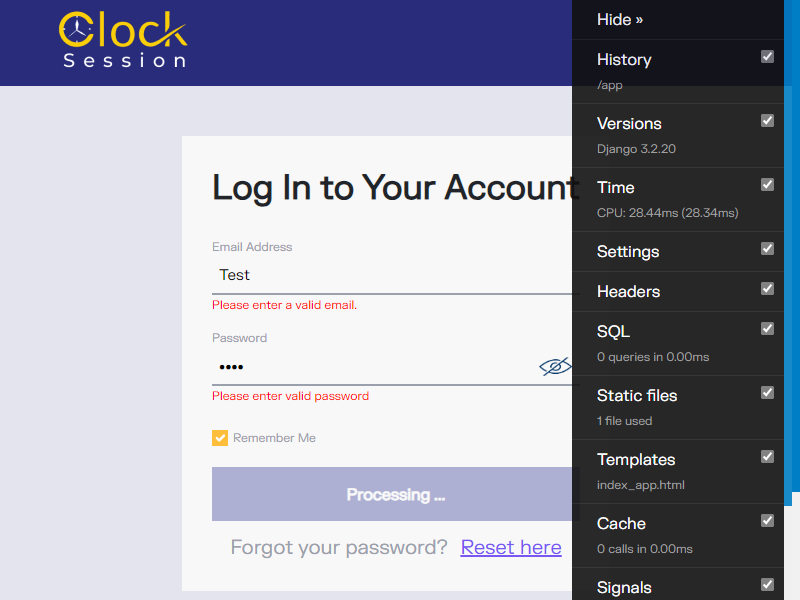 Clock
Session
Log In to Your Account
Email Address
Test
Please enter a valid email.
Password
Please enter valid password
Remember Me
Processing ...
Forgot your password? Reset here
Hide »
History
/app
Versions
Django 3.2.20
Time
CPU: 28.44ms (28.34ms)
Settings
Headers
SQL
0 queries in 0.00ms
Static files
1 file used
Templates
index_app.html
Cache
0 calls in 0.00ms
Signals